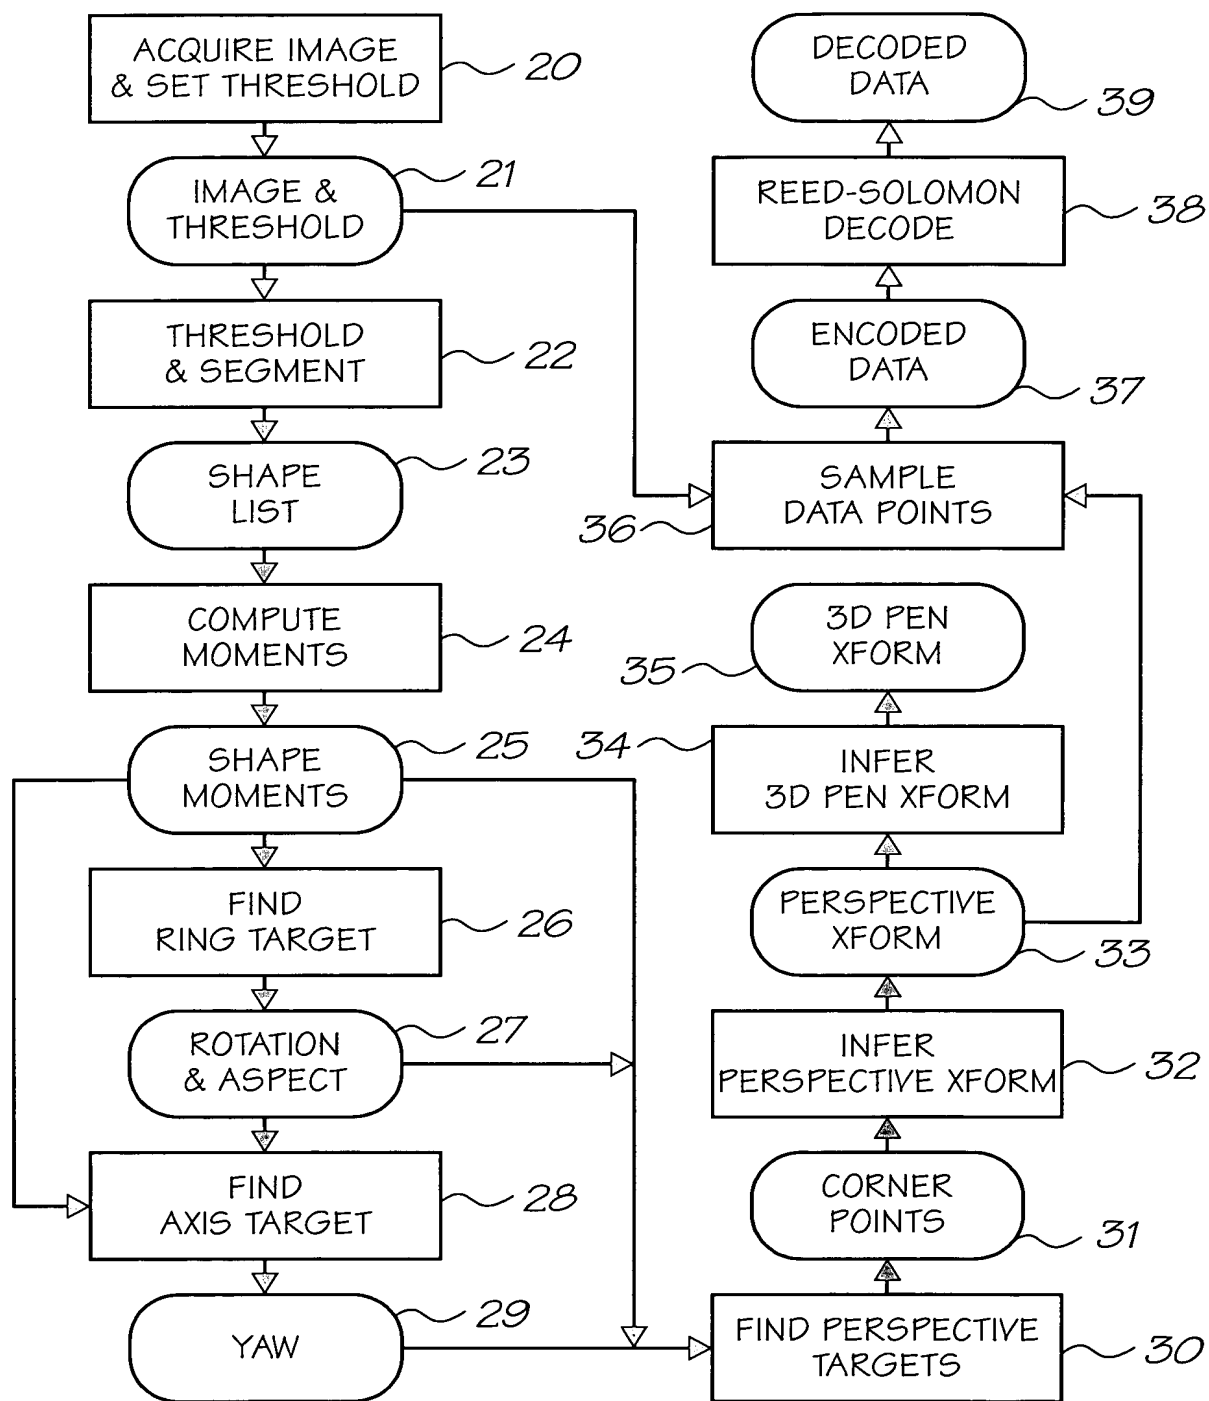 ACQUIRE IMAGE
& SET THRESHOLD
20
IMAGE &
THRESHOLD
21
THRESHOLD
& SEGMENT
22
SHAPE
LIST
23
COMPUTE
MOMENTS
24
SHAPE
MOMENTS
25
FIND
RING TARGET
26
ROTATION
& ASPECT
27
FIND
AXIS TARGET
28
YAW
29
DECODED
DATA
39
REED-SOLOMON
DECODE
38
ENCODED
DATA
37
SAMPLE
DATA POINTS
36
3D PEN
XFORM
35
34
INFER
3D PEN XFORM
PERSPECTIVE
XFORM
33
INFER
PERSPECTIVE XFORM
32
CORNER
POINTS
31
FIND PERSPECTIVE
TARGETS
30